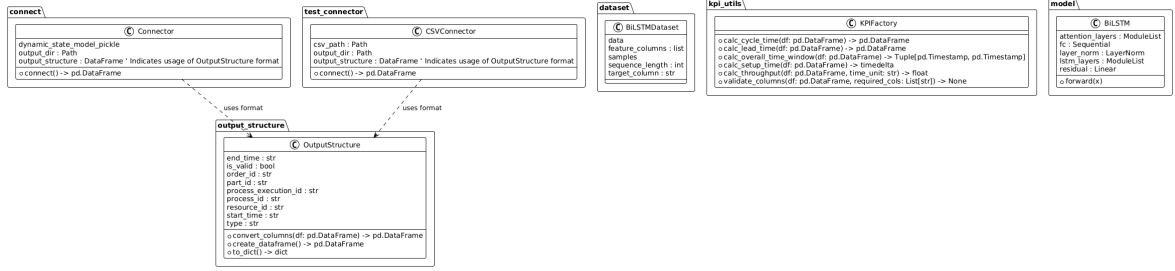 connect
C Connector
dynamic_state_model_pickle
output_dir : Path
output_structure : DataFrame ' Indicates usage of OutputStructure format
connect() -> pd.DataFrame
test_connector
C CSVConnector
csv_path : Path
output_dir : Path
output_structure : DataFrame ' Indicates usage of OutputStructure format
connect() -> pd.DataFrame
dataset
C BiLSTMDataset
data
feature_columns : list
samples
sequence_length : int
target_column : str
kpi_utils
C KPIFactory
calc_cycle_time(df: pd.DataFrame) -> pd.DataFrame
calc_lead_time(df: pd.DataFrame) -> pd.DataFrame
calc_overall_time_window(df: pd.DataFrame) -> Tuple[pd.Timestamp, pd.Timestamp]
calc_setup_time(df: pd.DataFrame) -> timedelta
calc_throughput(df: pd.DataFrame, time_unit: str) -> float
validate_columns(df: pd.DataFrame, required_cols: List[str]) -> None
model
C BiLSTM
attention_layers : ModuleList
fc : Sequential
layer_norm : LayerNorm
lstm_layers : ModuleList
residual : Linear
forward(x)
uses format
uses format
output_structure
C OutputStructure
end_time : str
is_valid : bool
order_id : str
part_id : str
process_execution_id : str
process_id : str
resource_id : str
start_time : str
type : str
convert_columns(df: pd.DataFrame) -> pd.DataFrame
create_dataframe() -> pd.DataFrame
to_dict() -> dict